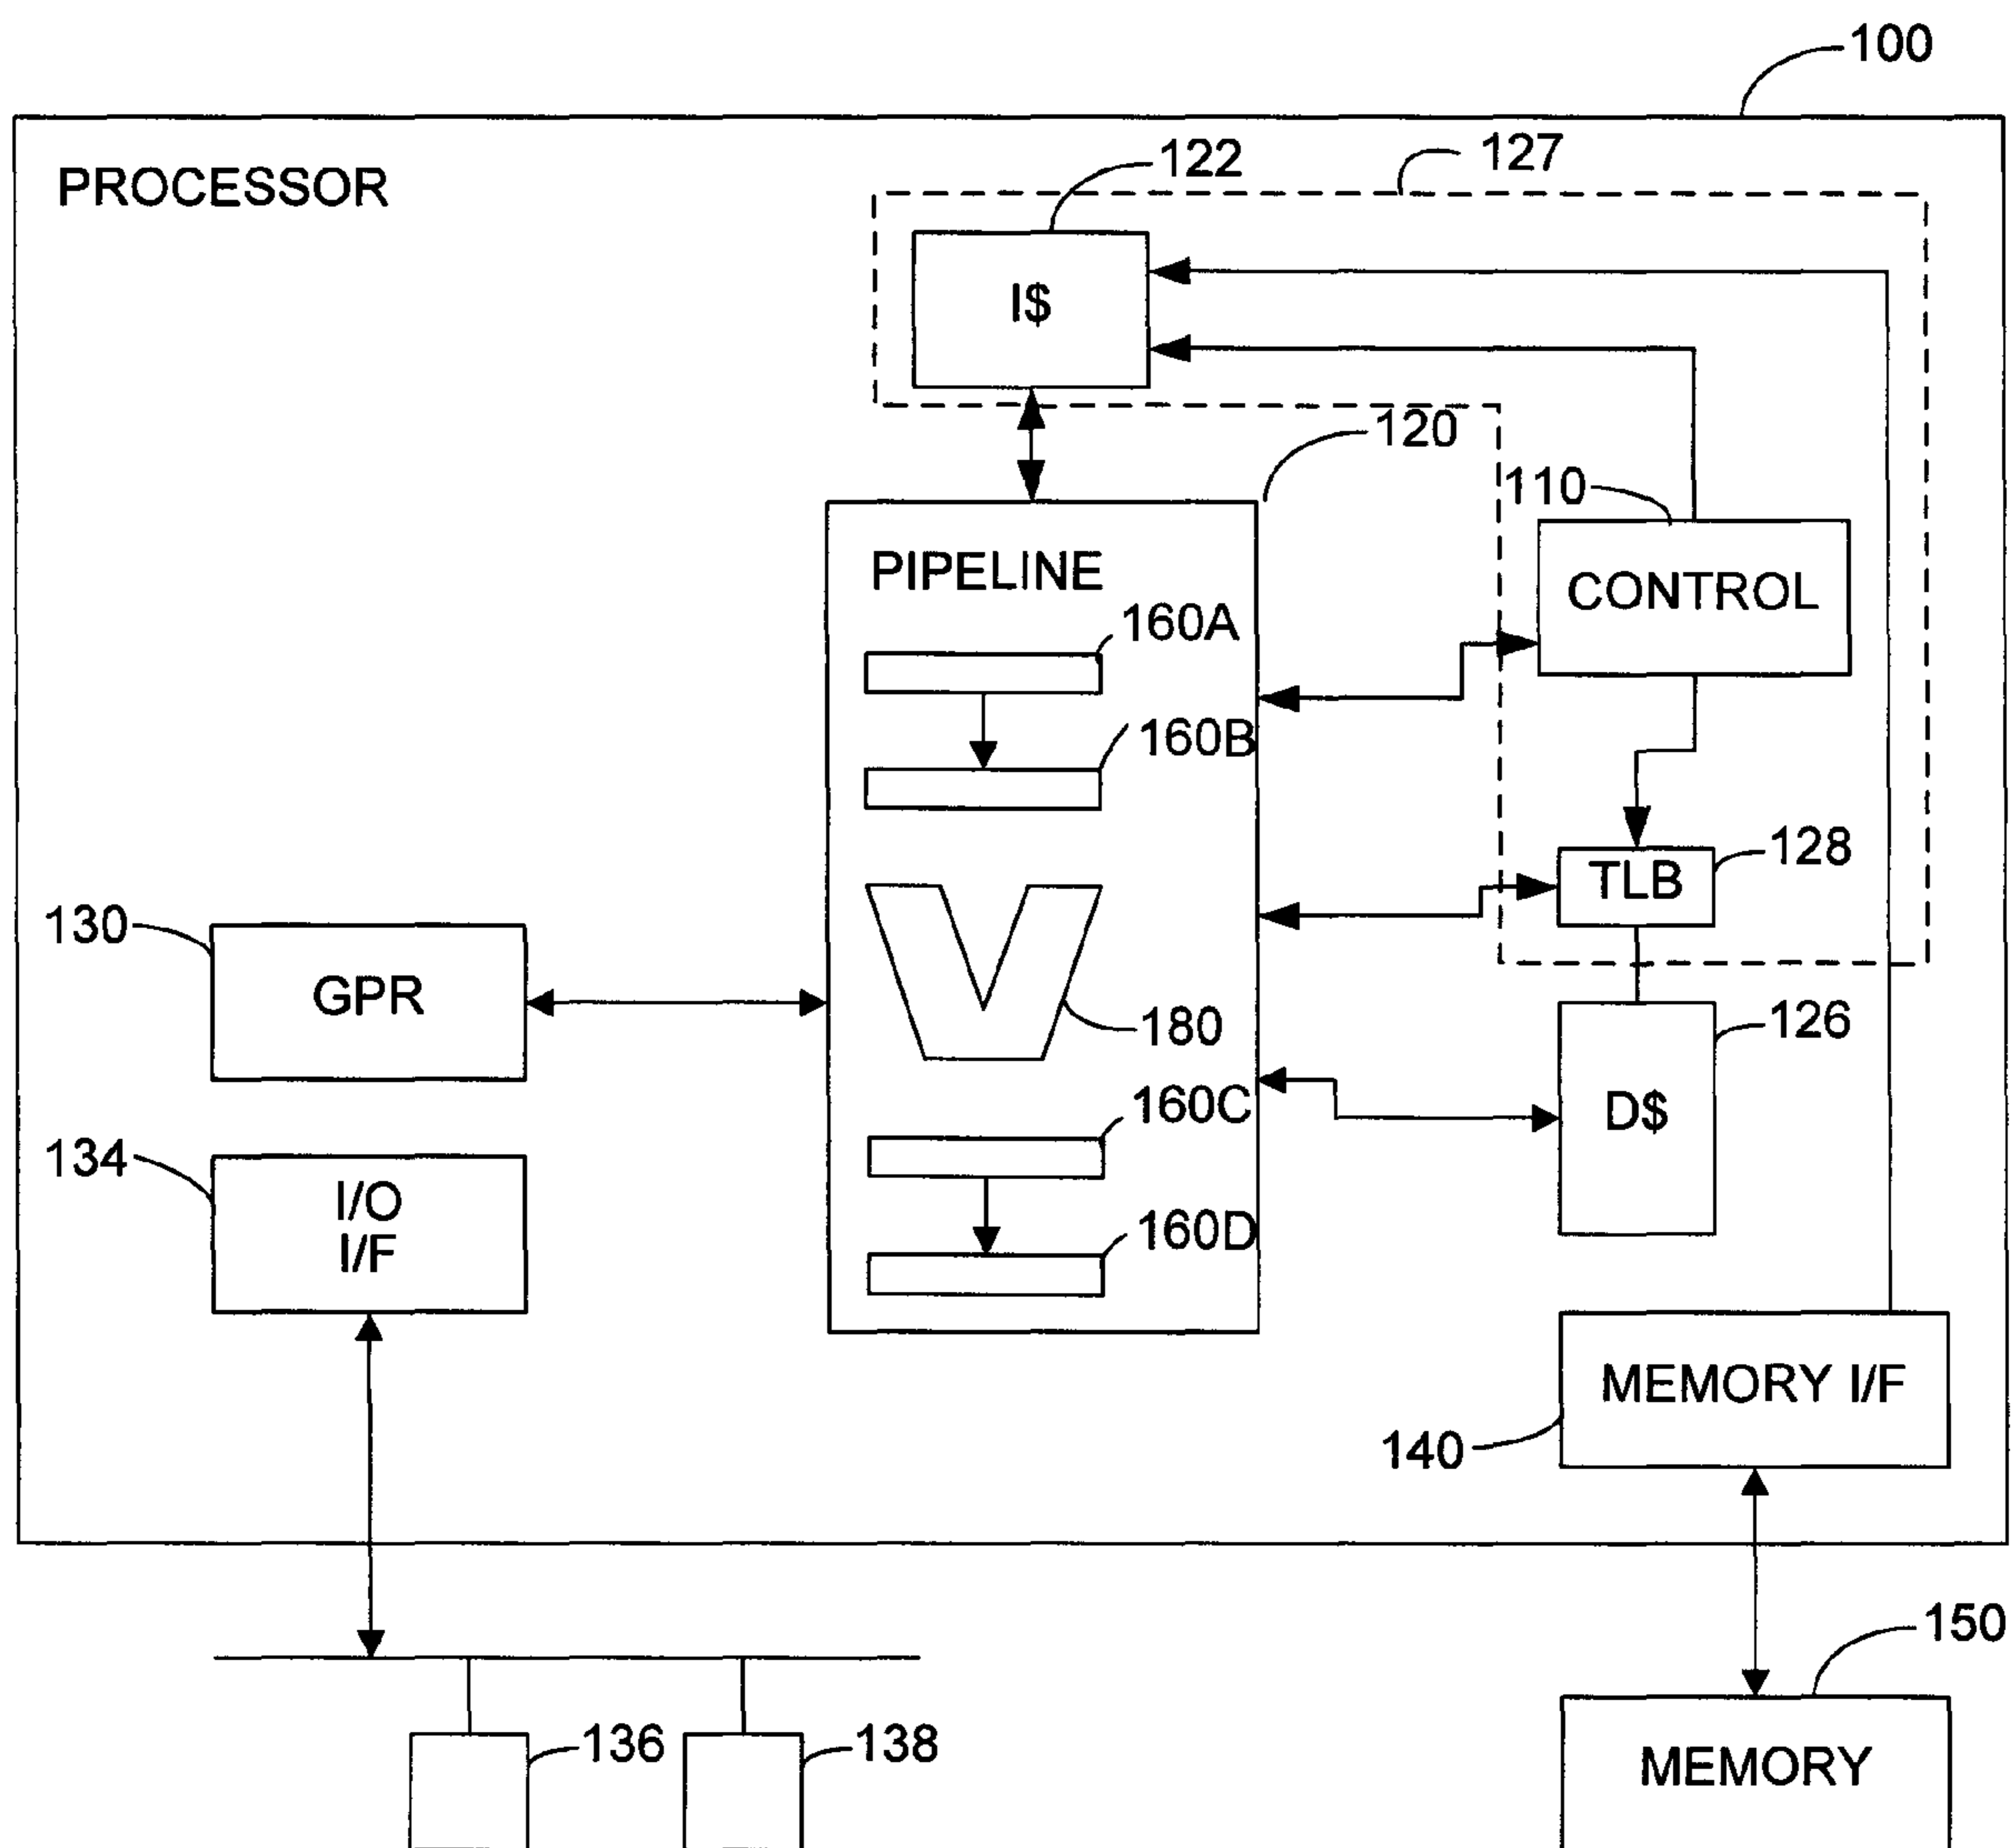 100
PROCESSOR
122
127
I$
120
110
PIPELINE
CONTROL
160A
160B
128
TLB
130
GPR
180
126
160C
D$
134
I/O
I/F
160D
MEMORY I/F
140
150
136
138
MEMORY